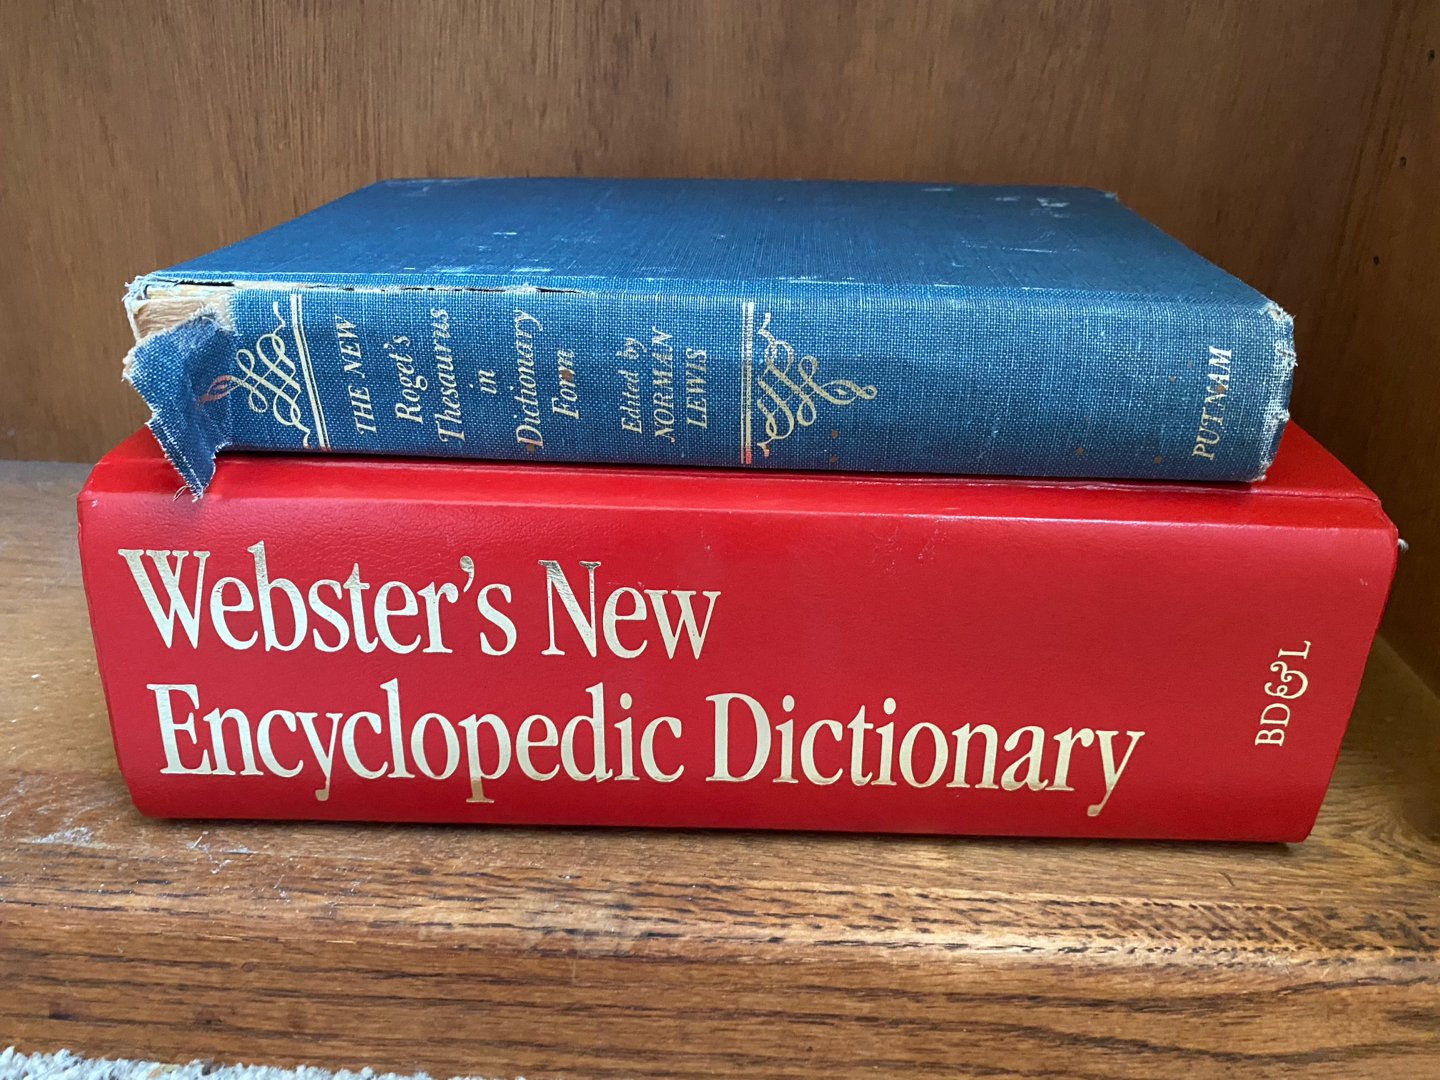 THE NEW
Roget's
Thesaurus
in
Dictionary
Form
Edited by
NORMAN
LEWIS
PUTNAM
Webster's New
Encyclopedic Dictionary
BD&L